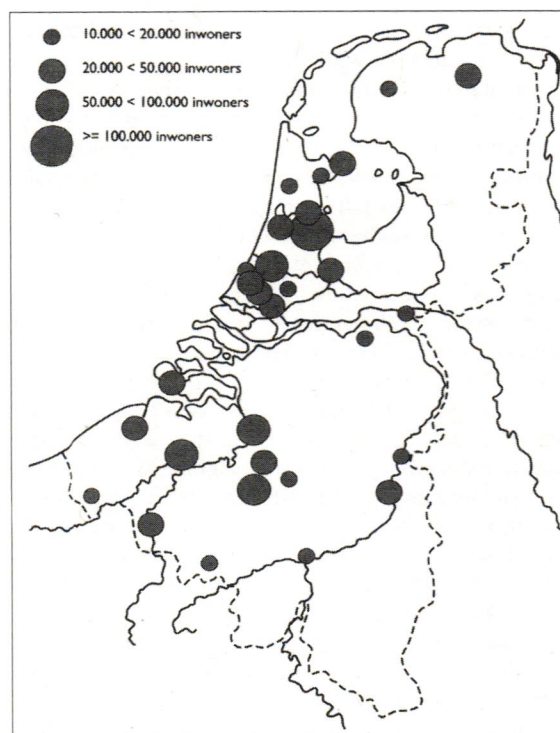 10.000 < 20.000 inwoners
20.000 < 50.000 inwoners
50.000 < 100.000 inwoners
>= 100.000 inwoners